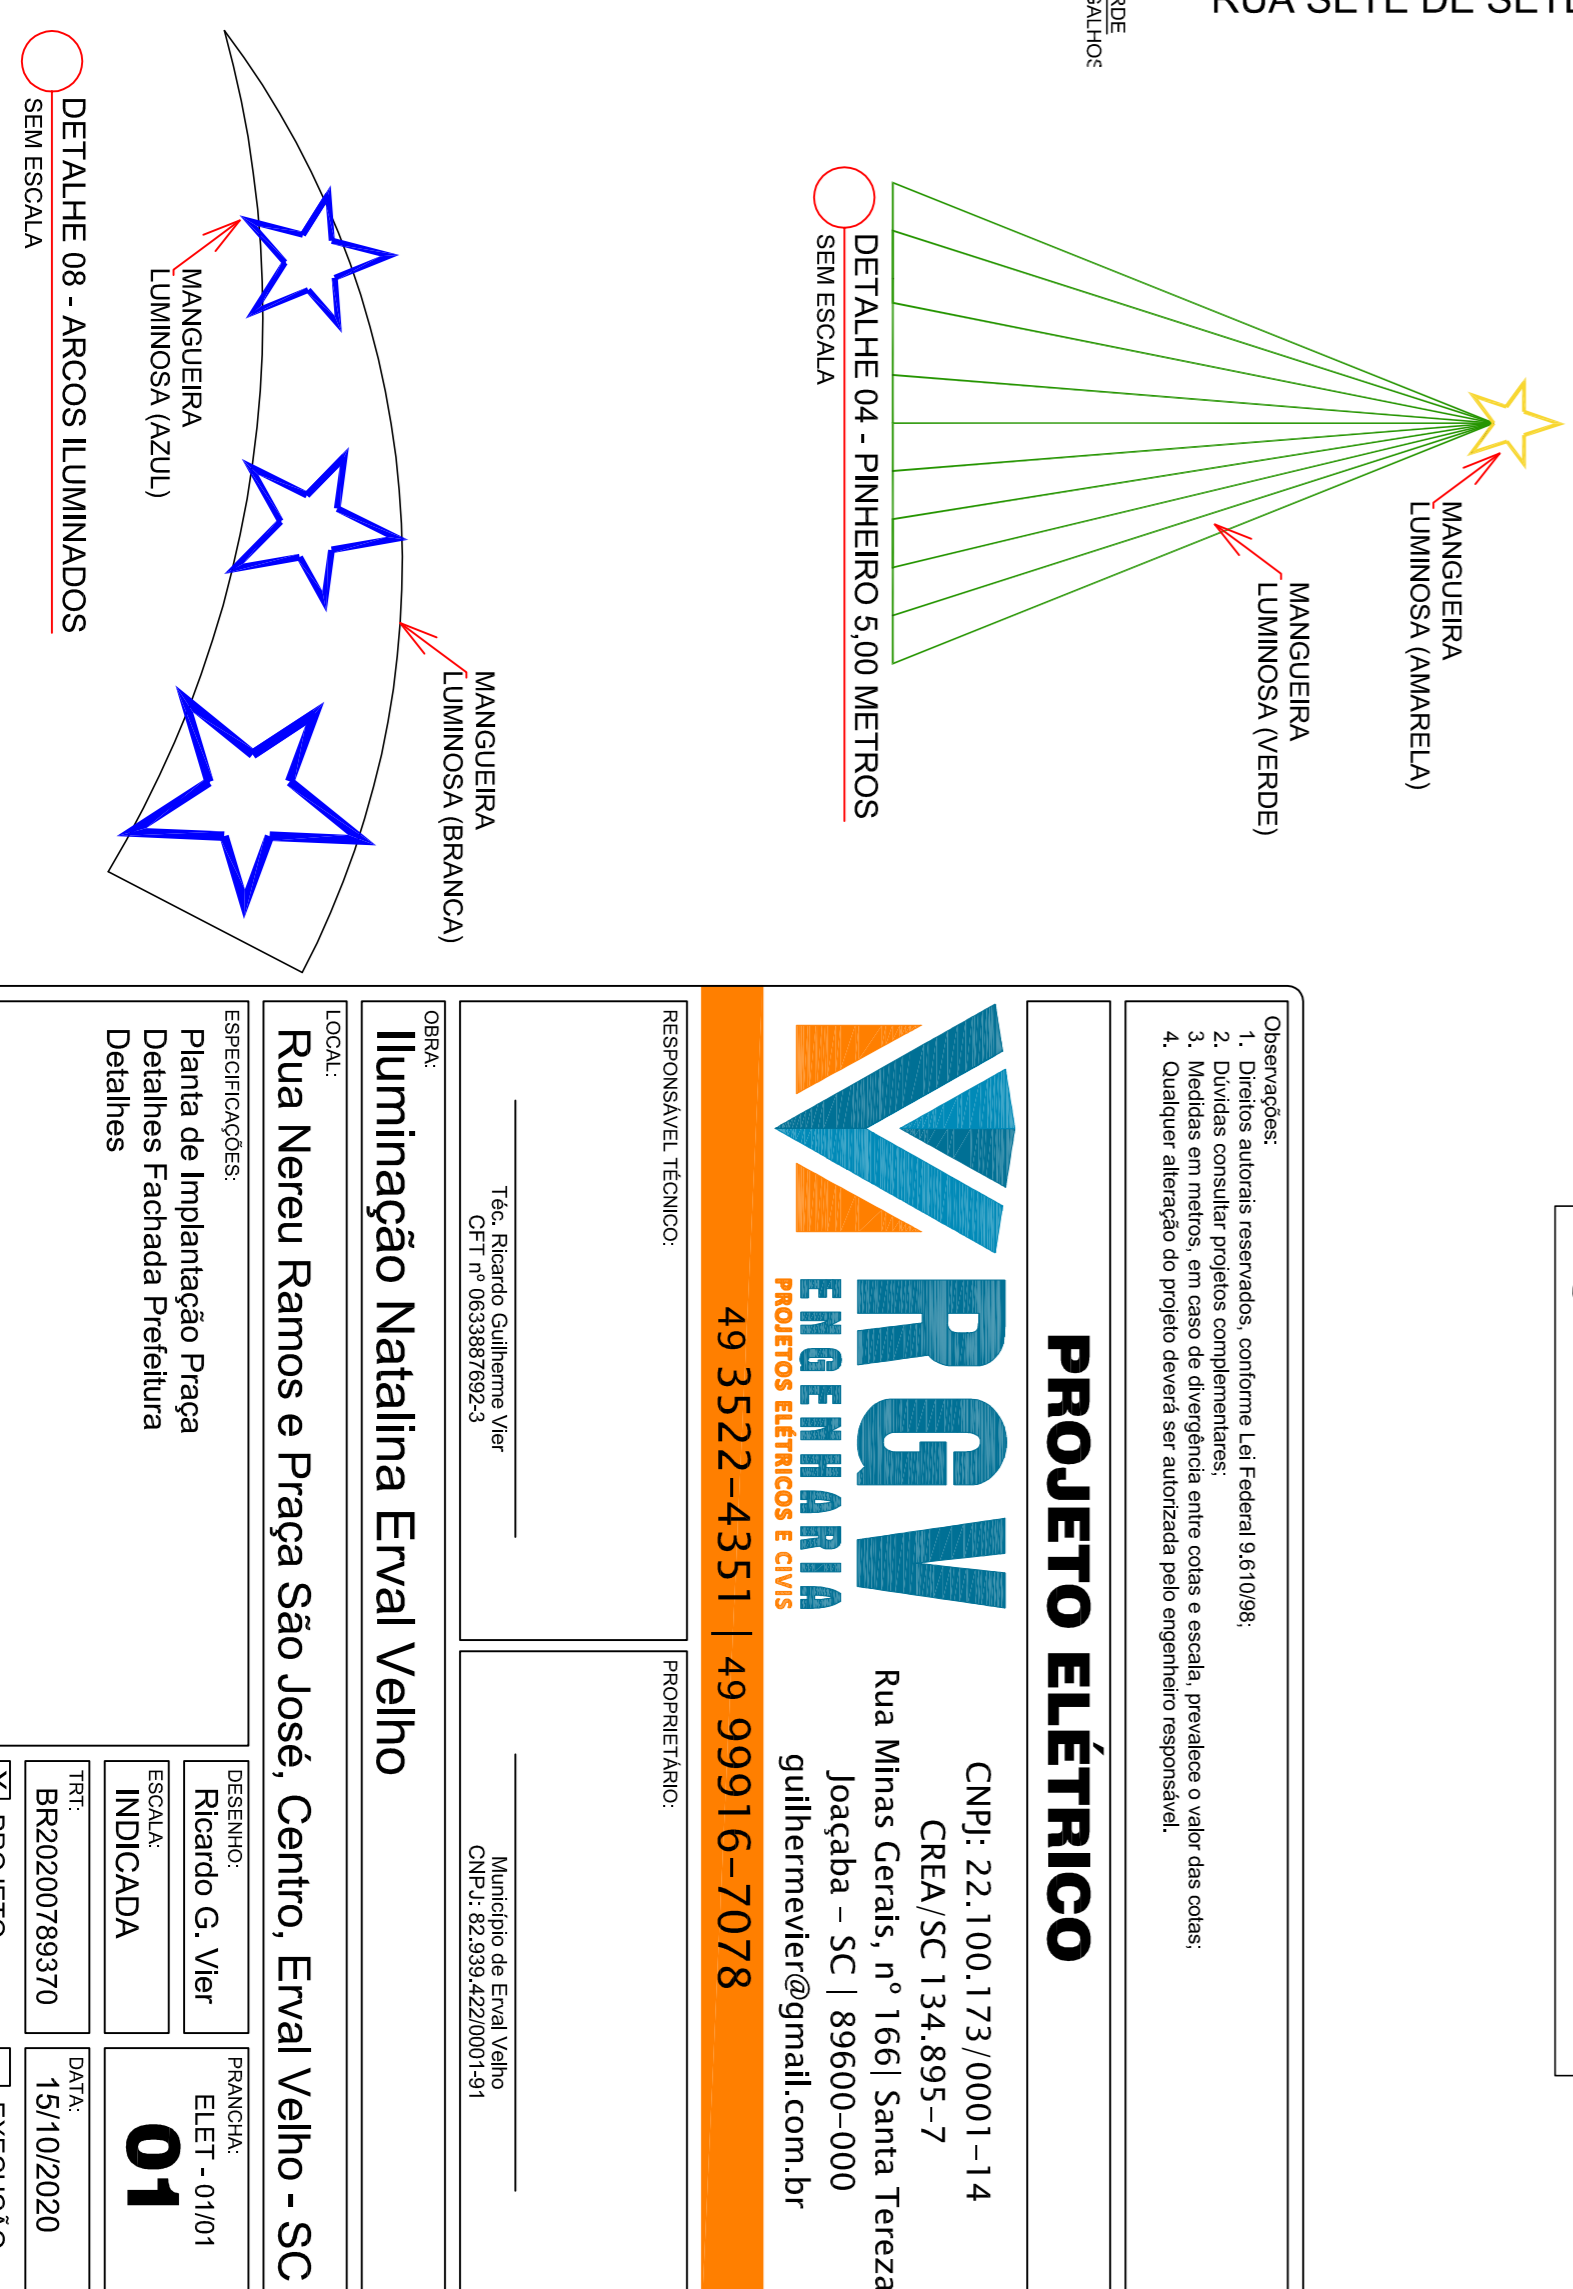 RUA SETE DE
GALHOS
MANGUEIRA
LUMINOSA (AMARELA)
MANGUEIRA
LUMINOSA (VERDE)
DETALHE 04 - PINHEIRO 5,00 METROS
SEM ESCALA
MANGUEIRA
LUMINOSA (BRANCA)
MANGUEIRA
LUMINOSA (AZUL)
DETALHE 08 - ARCOS ILUMINADOS
SEM ESCALA
Observações:
1. Direitos autorais reservados, conforme Lei Federal 9.610/98;
2. Dúvidas consultar projetos complementares;
3. Medidas em metros, em caso de divergência entre cotas e escala, prevalece o valor das cotas;
4. Qualquer alteração do projeto deverá ser autorizada pelo engenheiro responsável.
PROJETO ELÉTRICO
RGV
ENGENHARIA
PROJETOS ELÉTRICOS E CIVIS
CNPJ: 22.100.173/0001-14
CREA/SC 134.895-7
Rua Minas Gerais, nº 166| Santa Tereza
Joaçaba - SC | 89600-000
guilhermevier@gmail.com.br
49 3522-4351 | 49 99916-7078
RESPONSÁVEL TÉCNICO:
Téc. Ricardo Guilherme Vier
CFT nº 0633887692-3
PROPRIETÁRIO:
Município de Erval Velho
CNPJ: 82.939.422/0001-91
OBRA:
Iluminação Natalina Erval Velho
LOCAL:
Rua Nereu Ramos e Praça São José, Centro, Erval Velho - SC
ESPECIFICAÇÕES:
Planta de Implantação Praça
Detalhes Fachada Prefeitura
Detalhes
DESENHO:
Ricardo G. Vier
ESCALA:
INDICADA
TRT:
BR20200789370
PRANCHA:
ELET - 01/01
01
DATA:
15/10/2020
X PROJETO
EXECUÇÃO